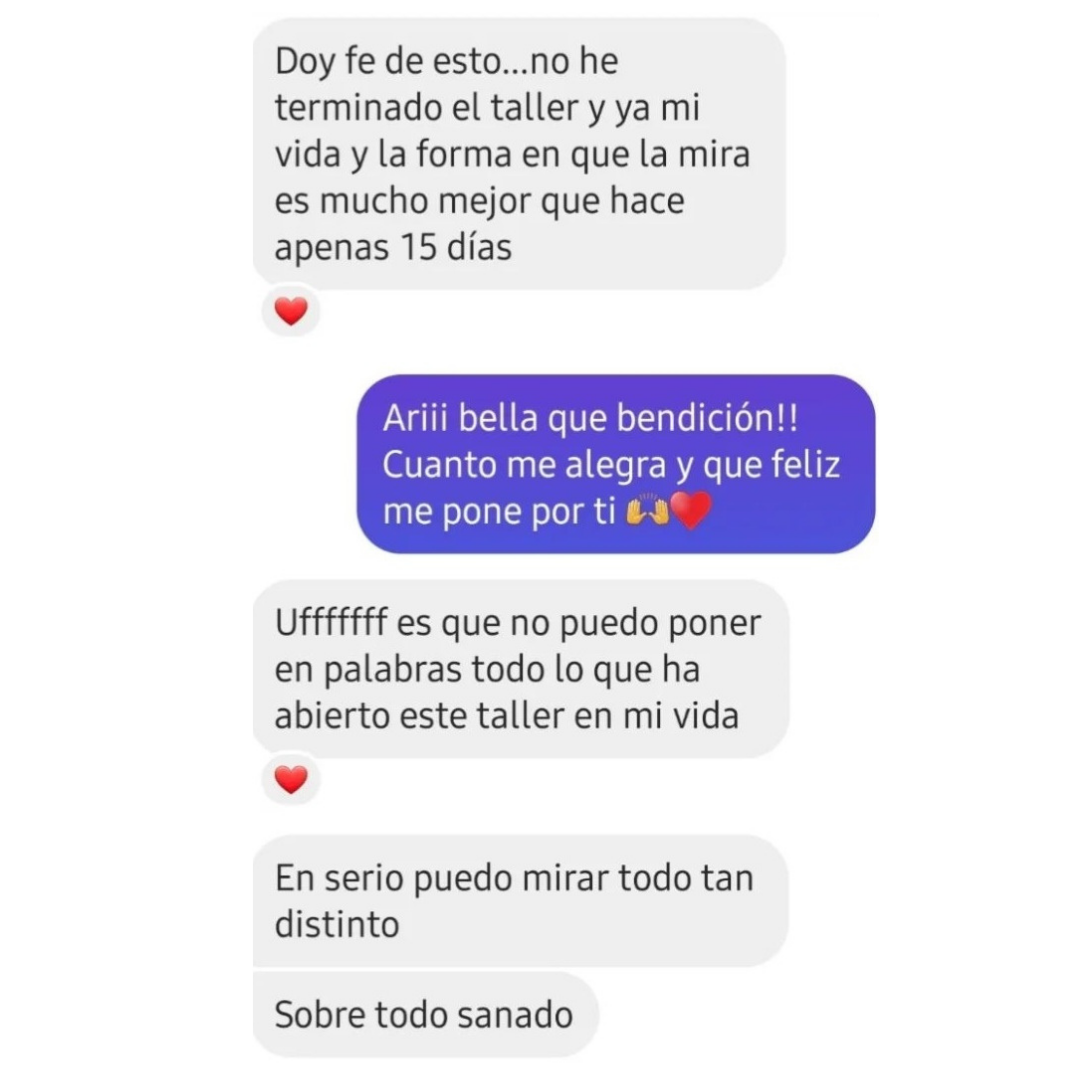 Doy fe de esto...no he
terminado el taller y ya mi
vida y la forma en que la mira
es mucho mejor que hace
apenas 15 días
❤️
Ariii bella que bendición!!
Cuanto me alegra y que feliz
me pone por ti 🙌❤️
Ufffffff es que no puedo poner
en palabras todo lo que ha
abierto este taller en mi vida
❤️
En serio puedo mirar todo tan
distinto
Sobre todo sanado